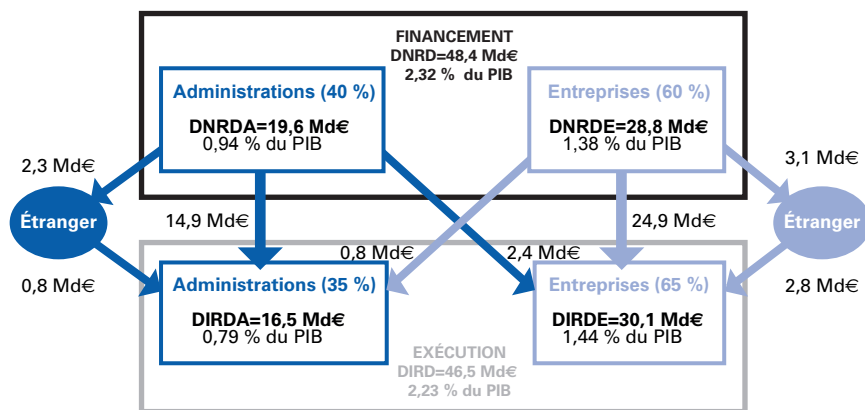 FINANCEMENT
DNRD=48,4 Md€
2,32 % du PIB
Administrations (40 %)
DNRDA=19,6 Md€
0,94 % du PIB
Entreprises (60 %)
DNRDE=28,8 Md€
1,38 % du PIB
2,3 Md€
3,1 Md€
Étranger
14,9 Md€
24,9 Md€
Étranger
0,8 Md€
2,4 Md€
0,8 Md€
2,8 Md€
Administrations (35 %)
DIRDA=16,5 Md€
0,79 % du PIB
Entreprises (65 %)
DIRDE=30,1 Md€
1,44 % du PIB
EXÉCUTION
DIRD=46,5 Md€
2,23 % du PIB